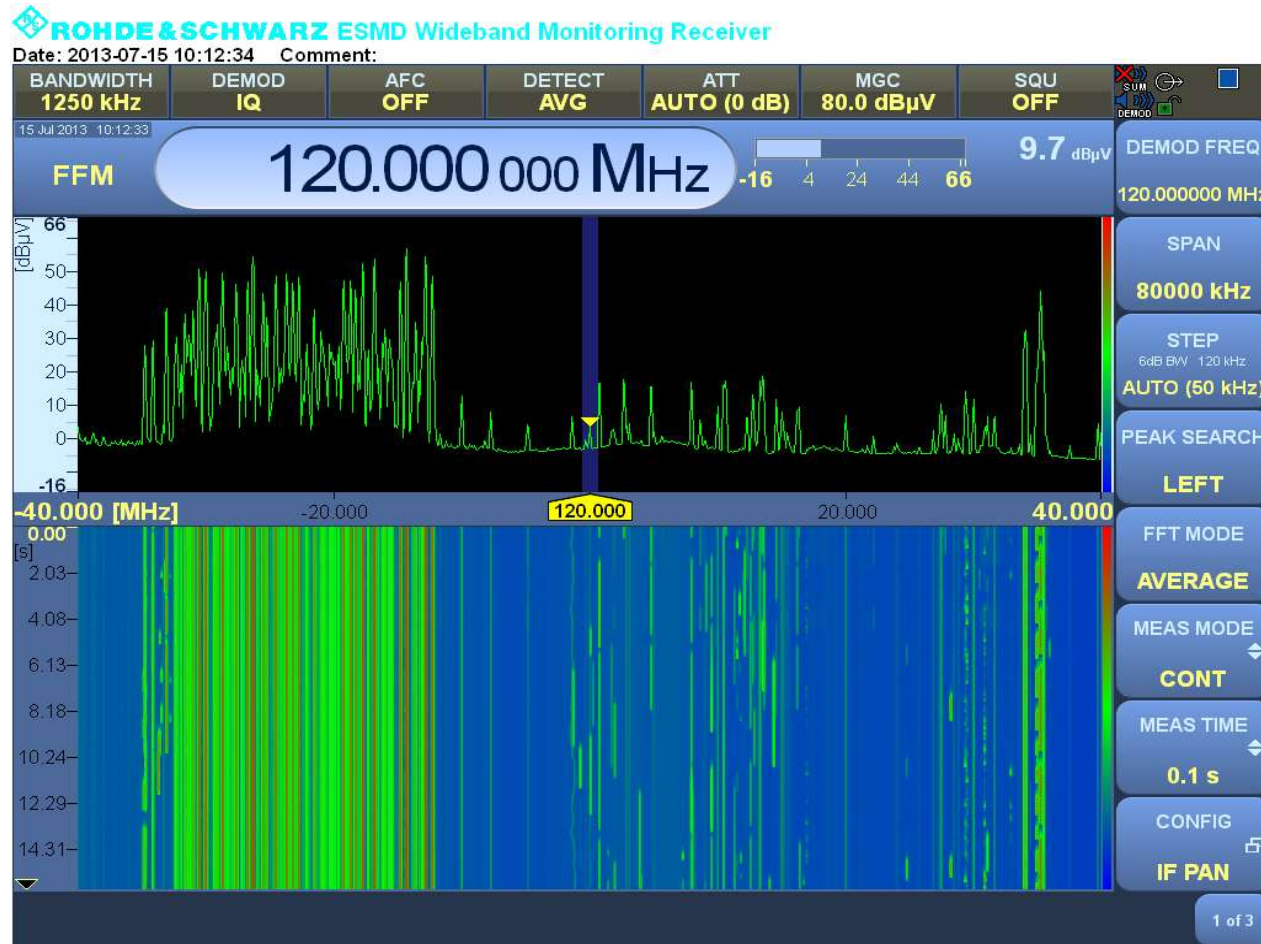 ROHDE & SCHWARZ ESMD Wideband Monitoring Receiver
Date: 2013-07-15 10:12:34 Comment:
BANDWIDTH DEMOD AFC DETECT ATT MGC SQU
1250 kHz IQ OFF AVG AUTO (0 dB) 80.0 dBµV OFF
SUM
DEMOD
15 Jul 2013 10:12:33
FFM 120.000 000 MHz 9.7 dBµV
-16 4 24 44 66
DEMOD FREQ
120.000000 MHz
[dBµV]
66
50
40
30
20
10
0
-16
-40.000 [MHz] -20.000 120.000 20.000 40.000
0.00
[s]
2.03
4.08
6.13
8.18
10.24
12.29
14.31
SPAN
80000 kHz
STEP
6dB BW 120 kHz
AUTO (50 kHz)
PEAK SEARCH
LEFT
FFT MODE
AVERAGE
MEAS MODE
CONT
MEAS TIME
0.1 s
CONFIG
IF PAN
1 of 3